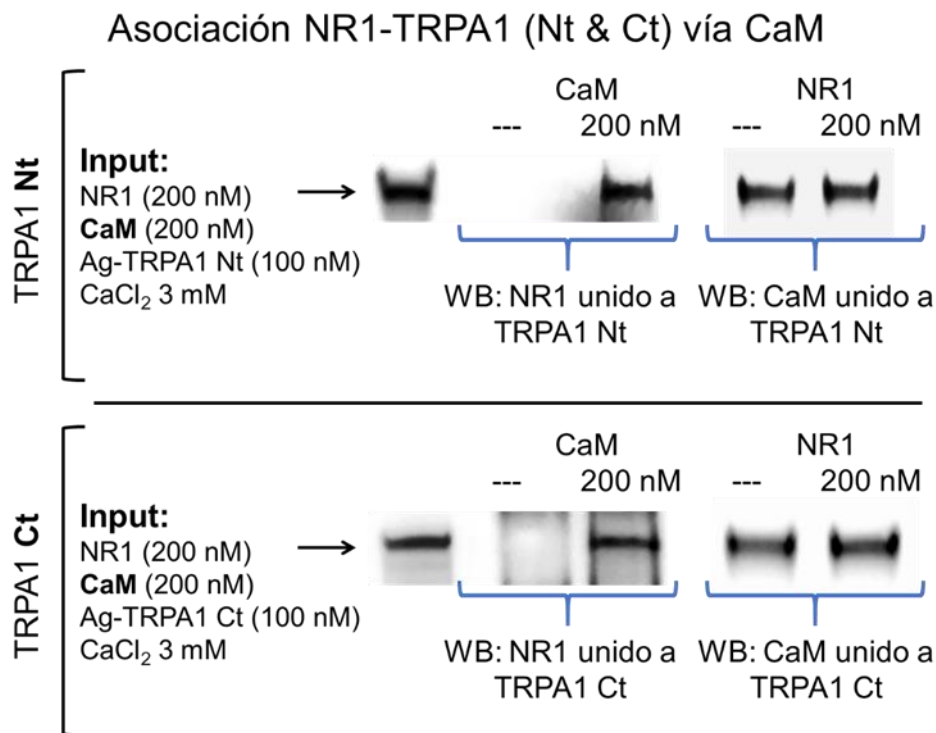 Asociación NR1-TRPA1 (Nt & Ct) vía CaM
TRPA1 Nt
Input:
NR1 (200 nM)
CaM (200 nM)
Ag-TRPA1 Nt (100 nM)
CaCl₂ 3 mM
CaM
--- 200 nM
WB: NR1 unido a
TRPA1 Nt
NR1
--- 200 nM
WB: CaM unido a
TRPA1 Nt
TRPA1 Ct
Input:
NR1 (200 nM)
CaM (200 nM)
Ag-TRPA1 Ct (100 nM)
CaCl₂ 3 mM
CaM
--- 200 nM
WB: NR1 unido a
TRPA1 Ct
NR1
--- 200 nM
WB: CaM unido a
TRPA1 Ct